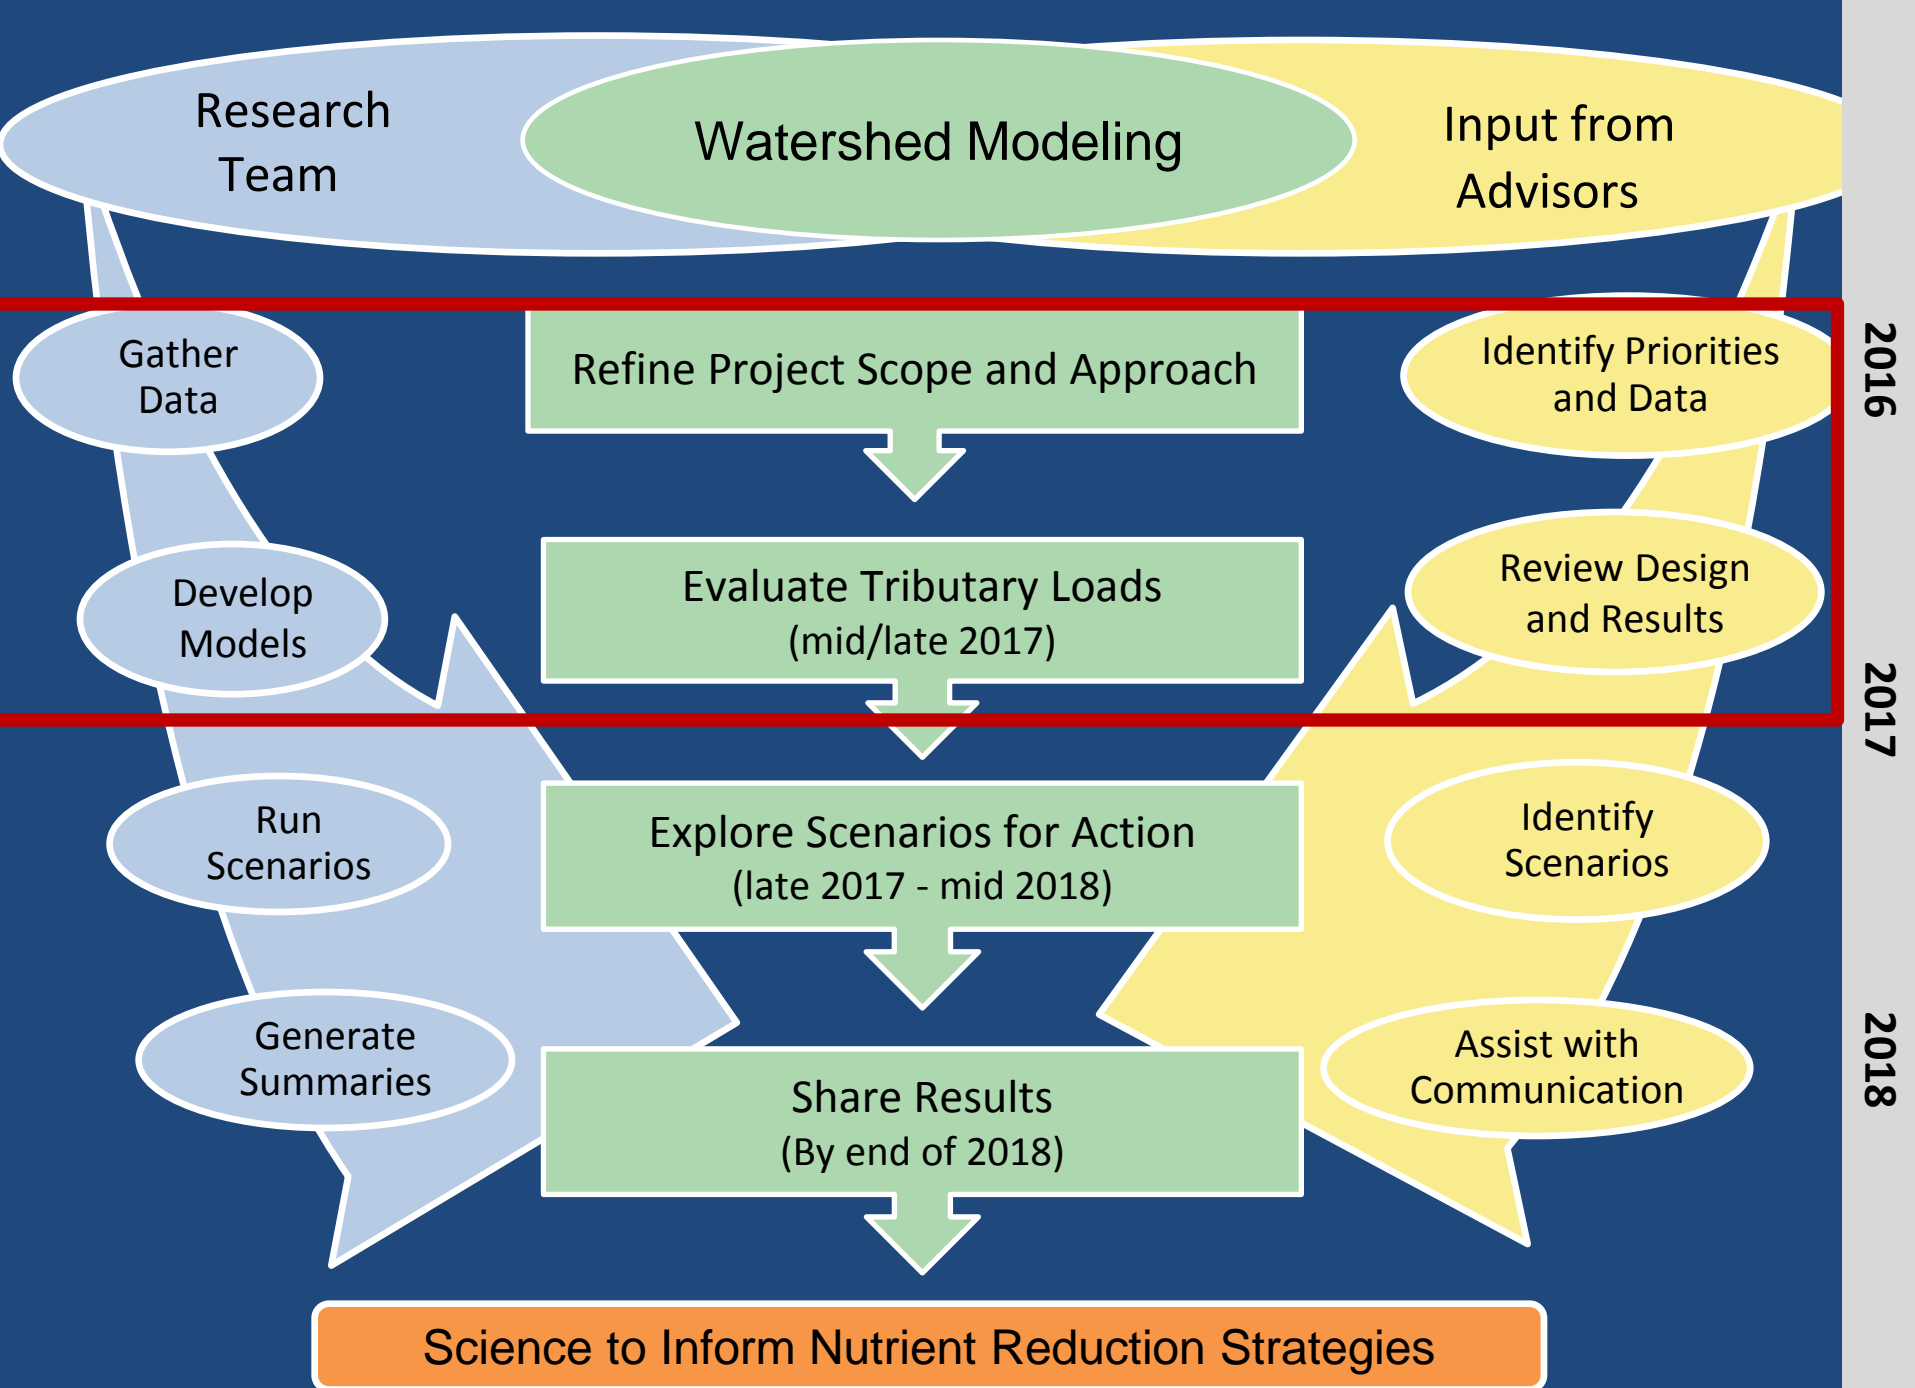 Research
Team
Watershed Modeling
Input from
Advisors
Gather
Data
Refine Project Scope and Approach
Identify Priorities
and Data
2016
Develop
Models
Evaluate Tributary Loads
(mid/late 2017)
Review Design
and Results
2017
Run
Scenarios
Explore Scenarios for Action
(late 2017 - mid 2018)
Identify
Scenarios
Generate
Summaries
Share Results
(By end of 2018)
Assist with
Communication
2018
Science to Inform Nutrient Reduction Strategies